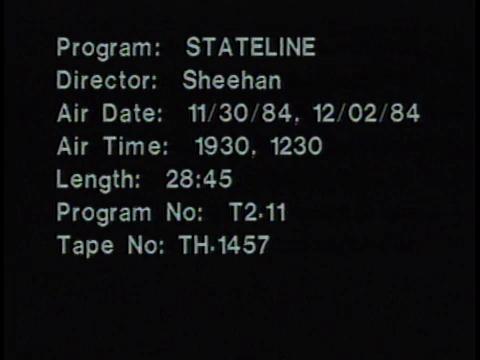 Program: STATELINE
Director: Sheehan
Air Date: 11/30/84, 12/02/84
Air Time: 1930, 1230
Length: 28:45
Program No: T2.11
Tape No: TH.1457